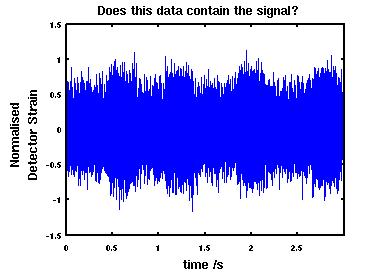 Does this data contain the signal?
Normalised
Detector Strain
1.5
1
0.5
0
-0.5
-1
-1.5
0 0.5 1 1.5 2 2.5
time /s